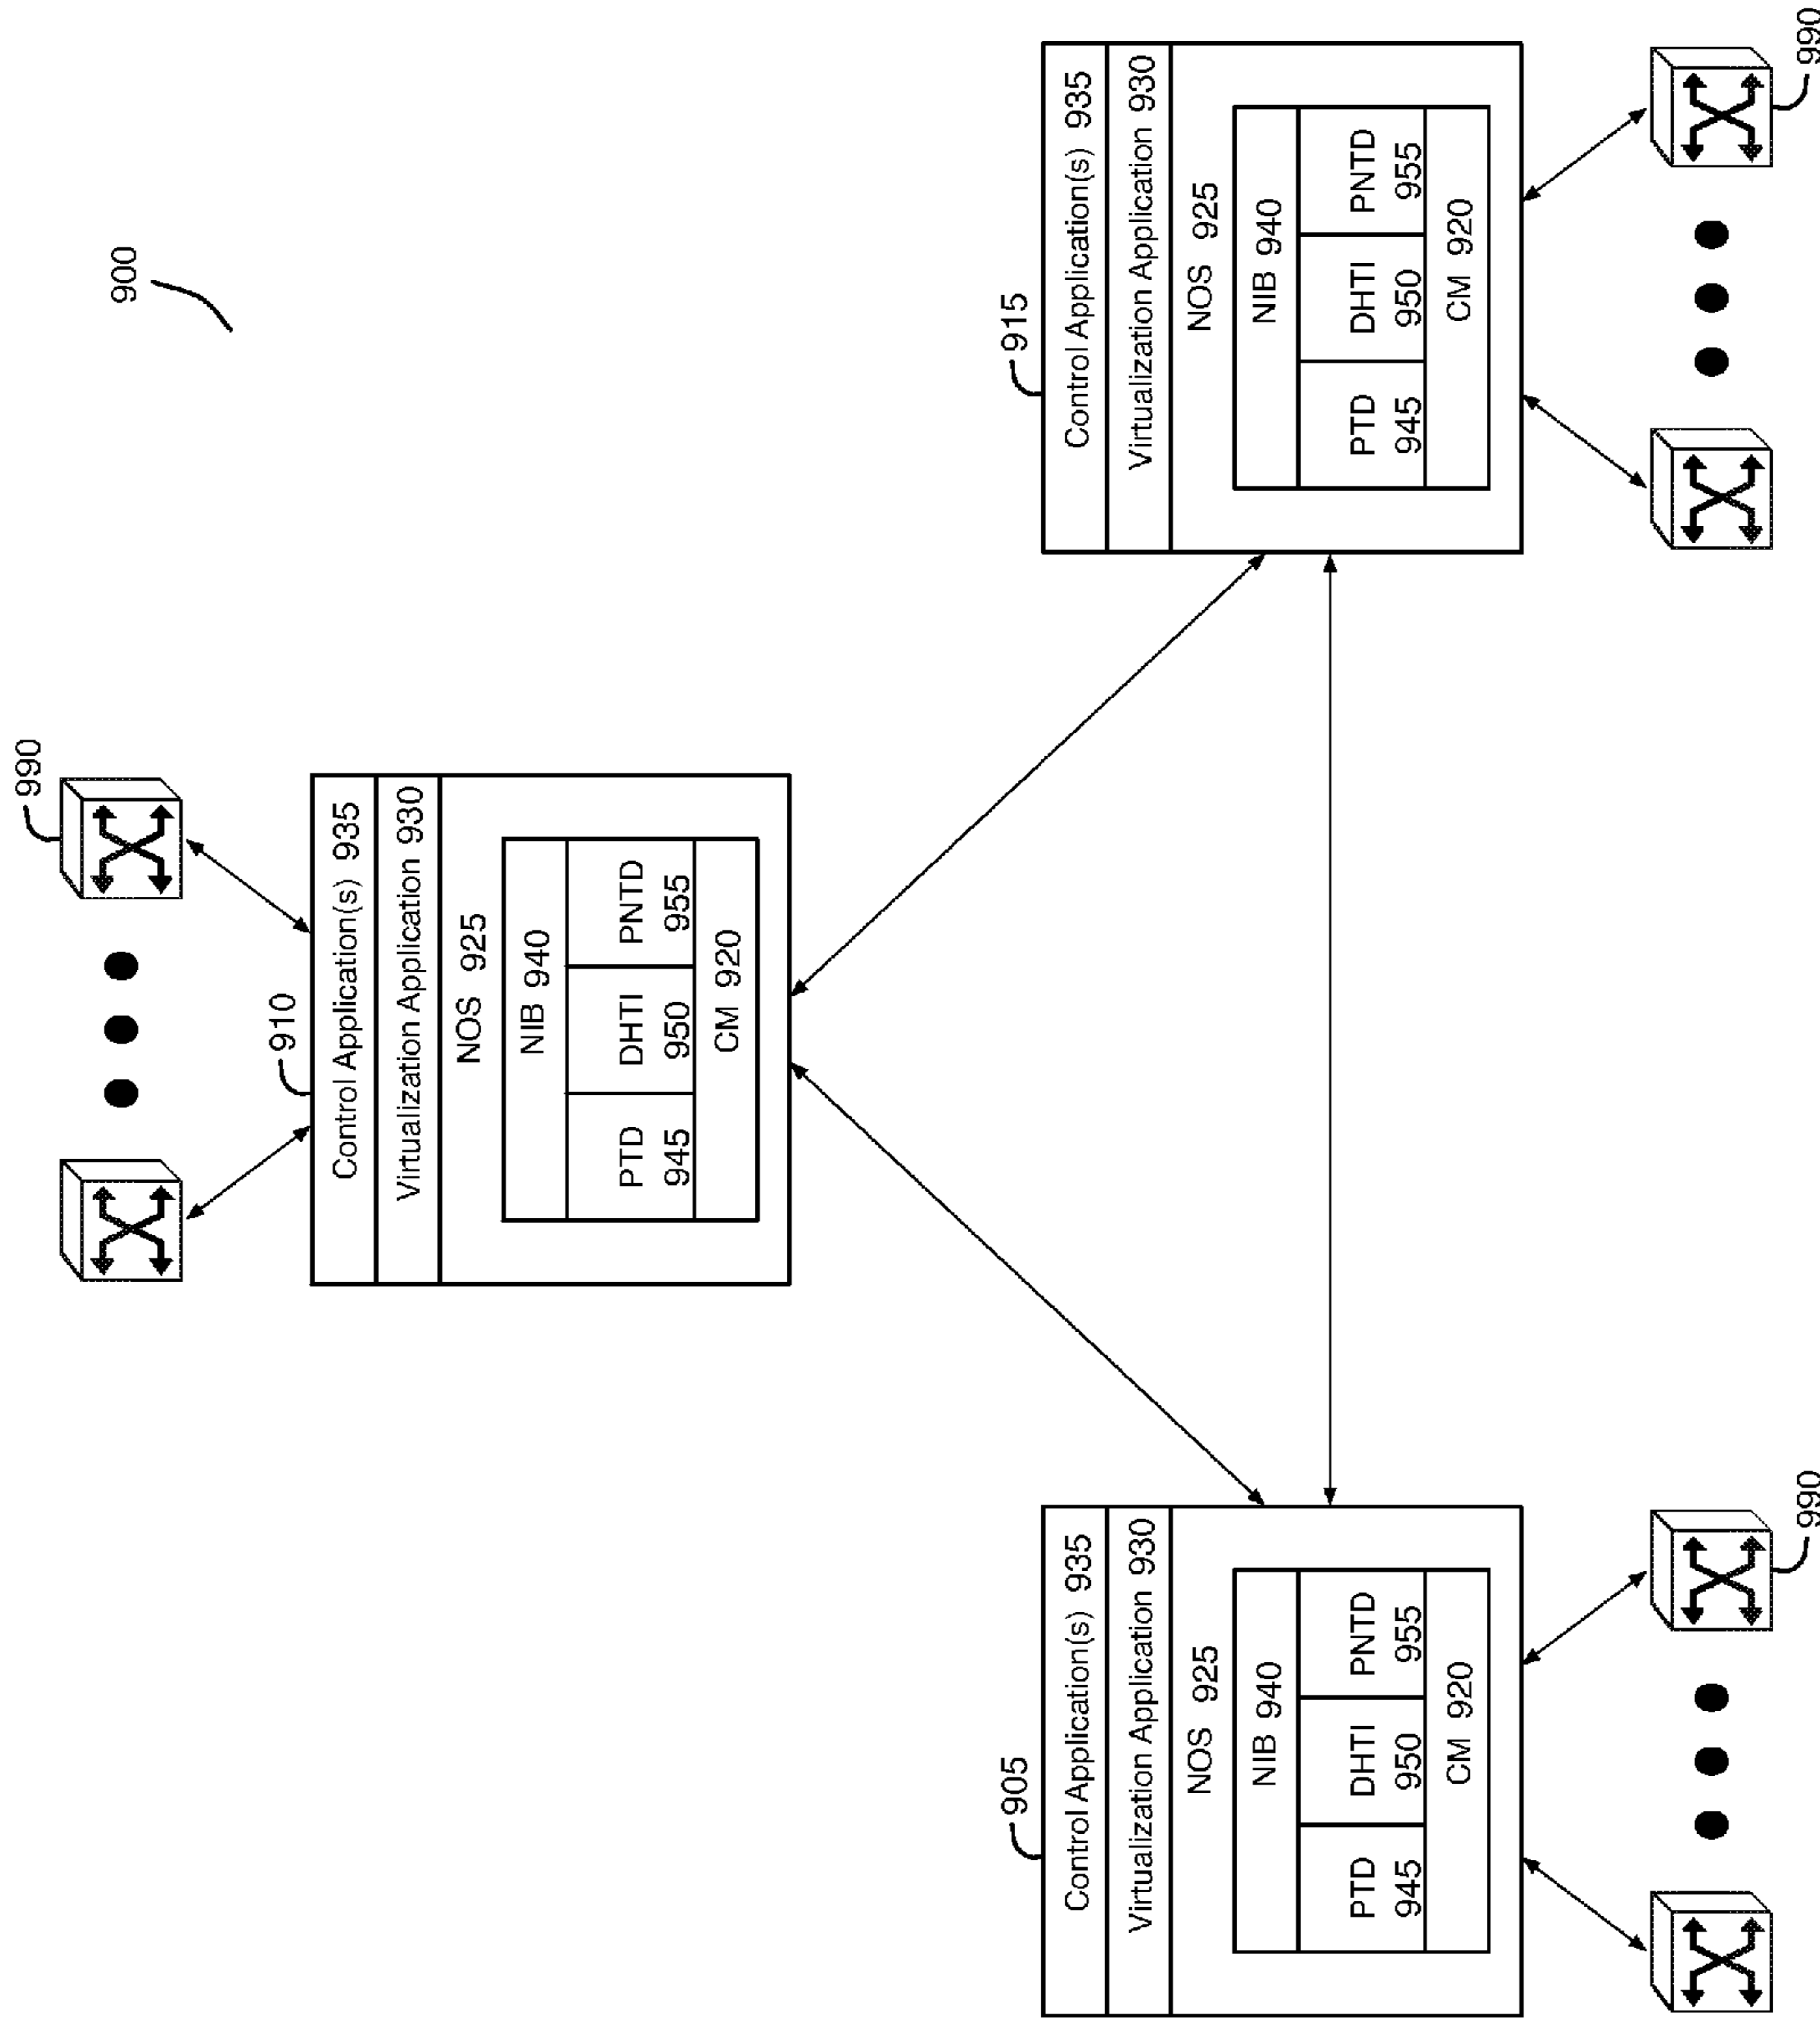 900
990
910
Control Application(s) 935
Virtualization Application 930
NOS 925
NIB 940
PTD 945
DHTI 950
PNTD 955
CM 920
905
Control Application(s) 935
Virtualization Application 930
NOS 925
NIB 940
PTD 945
DHTI 950
PNTD 955
CM 920
990
915
Control Application(s) 935
Virtualization Application 930
NOS 925
NIB 940
PTD 945
DHTI 950
PNTD 955
CM 920
990